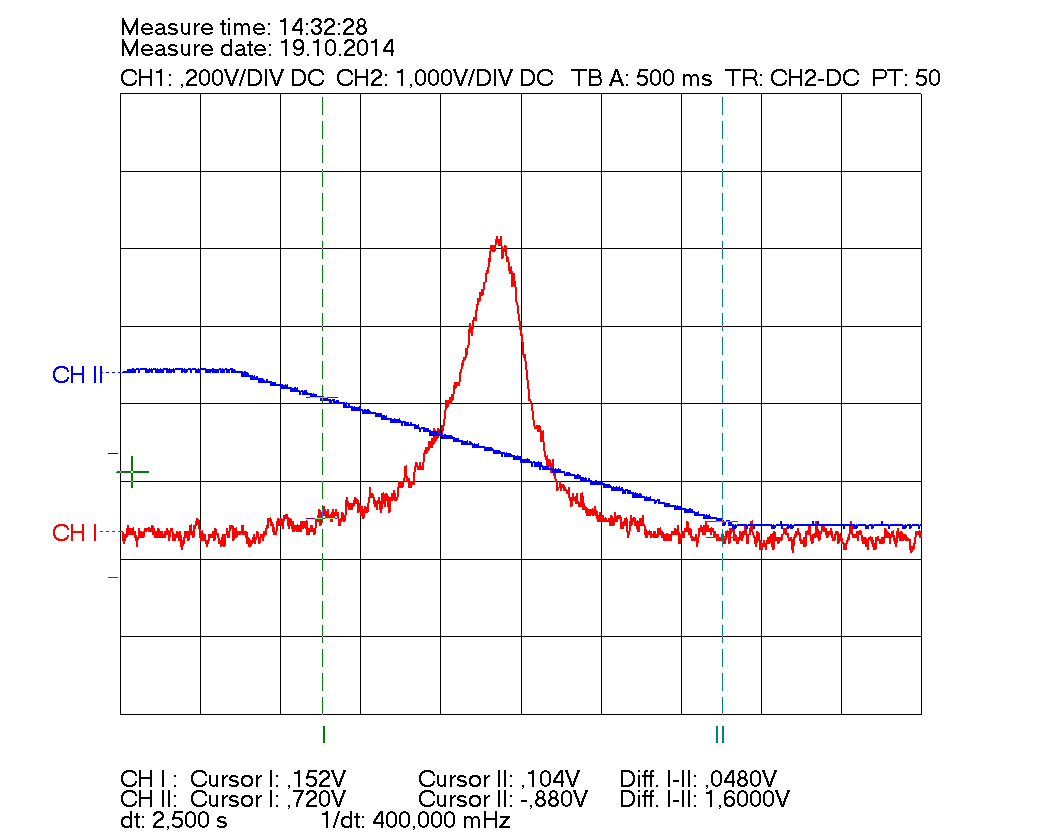 Measure time: 14:32:28
Measure date: 19.10.2014
CH1: ,200V/DIV DC CH2: 1,000V/DIV DC TB A: 500 ms TR: CH2-DC PT: 50
CH II
CH I
I II
CH I : Cursor I: ,152V Cursor II: ,104V Diff. I-II: ,0480V
CH II: Cursor I: ,720V Cursor II: -,880V Diff. I-II: 1,6000V
dt: 2,500 s 1/dt: 400,000 mHz